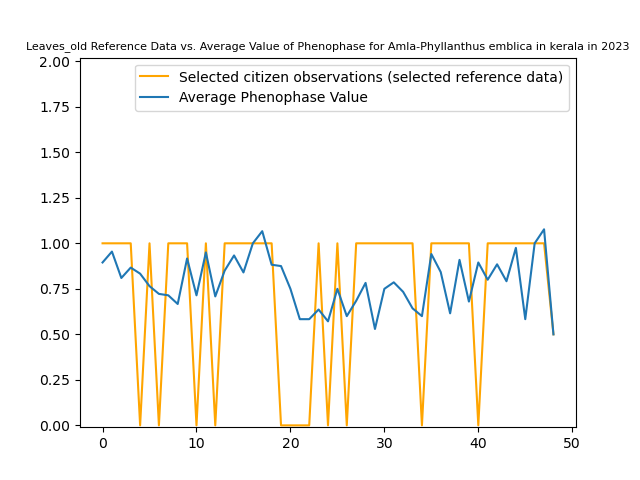 Leaves_old Reference Data vs. Average Value of Phenophase for Amla-Phyllanthus emblica in kerala in 2023
Selected citizen observations (selected reference data)
Average Phenophase Value
2.00
1.75
1.50
1.25
1.00
0.75
0.50
0.25
0.00
0 10 20 30 40 50